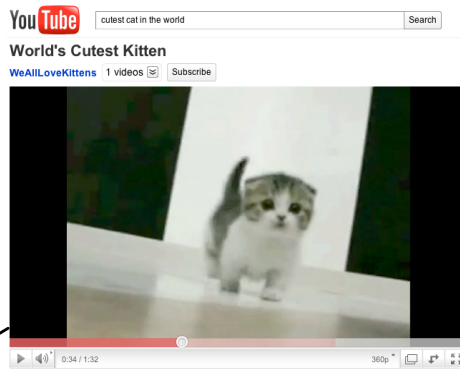 YouTube
cutest cat in the world Search
World's Cutest Kitten
WeAllLoveKittens 1 videos Subscribe
0:34 / 1:32 360p